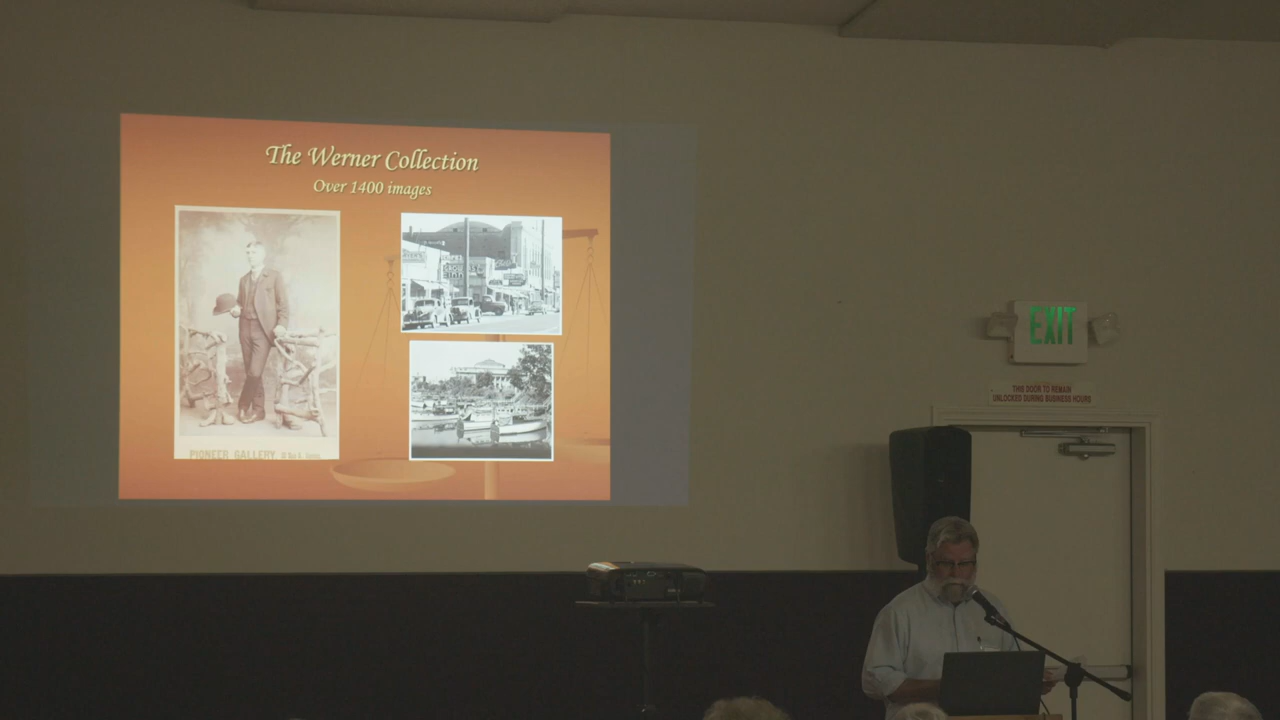 The Werner Collection
Over 1400 images
PIONEER GALLERY
EXIT
THIS DOOR TO REMAIN
UNLOCKED DURING BUSINESS HOURS